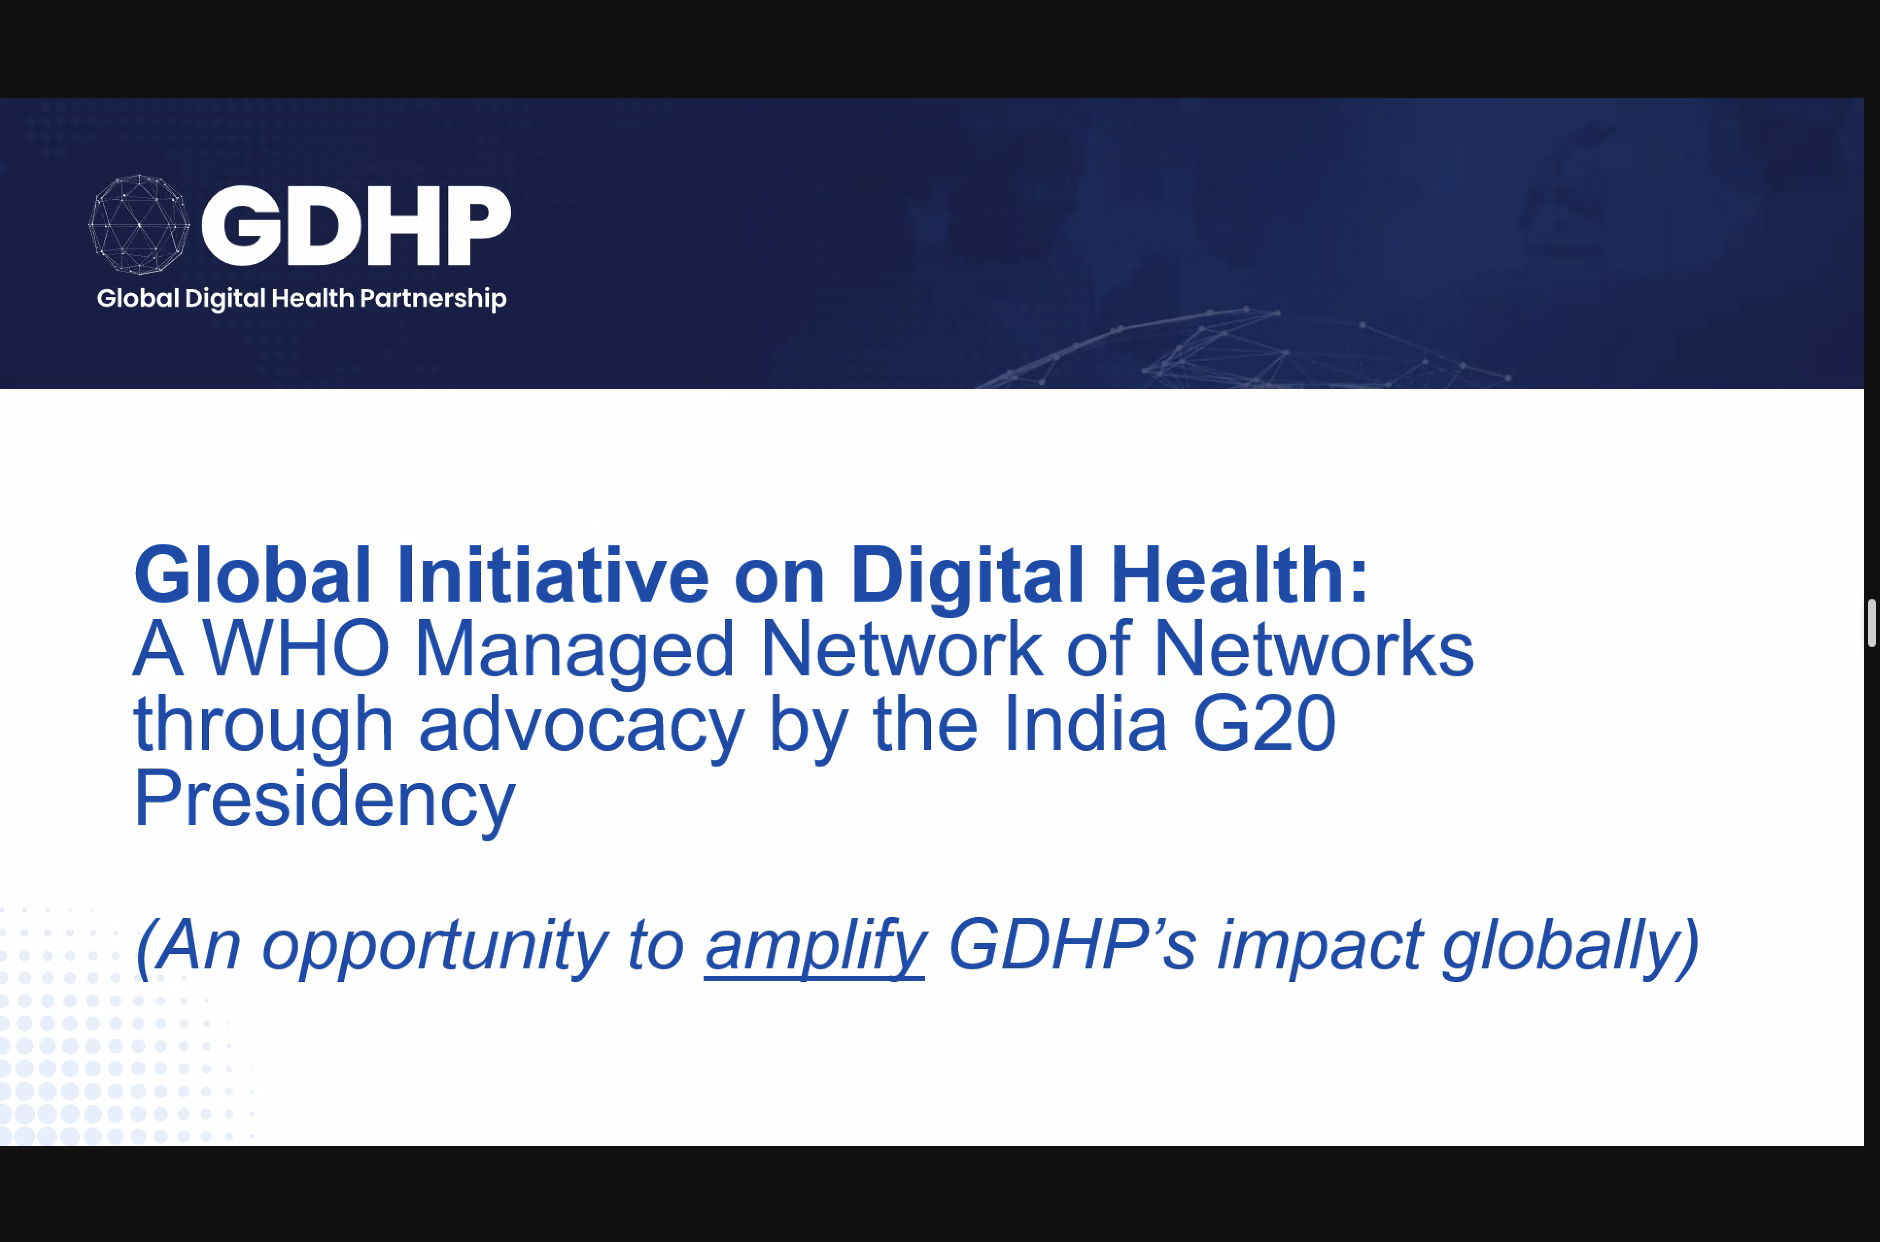 GDHP
Global Digital Health Partnership
Global Initiative on Digital Health:
A WHO Managed Network of Networks
through advocacy by the India G20
Presidency
(An opportunity to amplify GDHP’s impact globally)